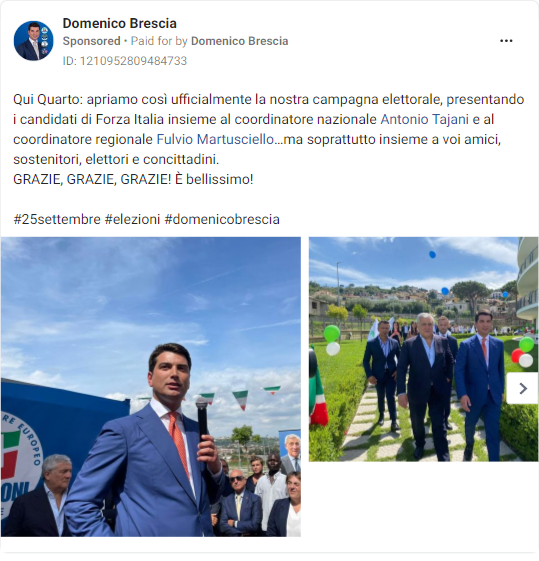 Domenico Brescia
Sponsored • Paid for by Domenico Brescia
ID: 1210952809484733
Qui Quarto: apriamo così ufficialmente la nostra campagna elettorale, presentando
i candidati di Forza Italia insieme al coordinatore nazionale Antonio Tajani e al
coordinatore regionale Fulvio Martusciello…ma soprattutto insieme a voi amici,
sostenitori, elettori e concittadini.
GRAZIE, GRAZIE, GRAZIE! È bellissimo!
#25settembre #elezioni #domenicobrescia
EUROPEO